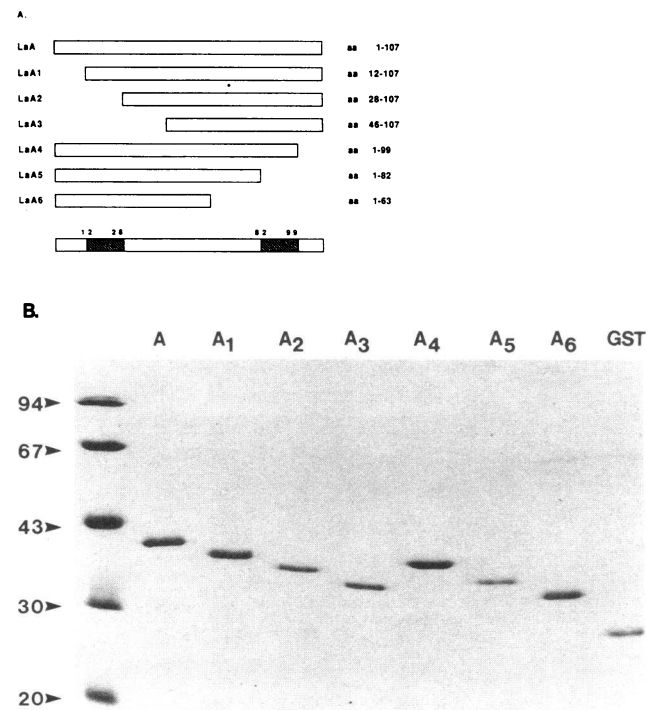 A.
LaA aa 1-107
LaA1 aa 12-107
LaA2 aa 28-107
LaA3 aa 46-107
LaA4 aa 1-99
LaA5 aa 1-82
LaA6 aa 1-63
12 28 82 99
B.
A A1 A2 A3 A4 A5 A6 GST
94
67
43
30
20